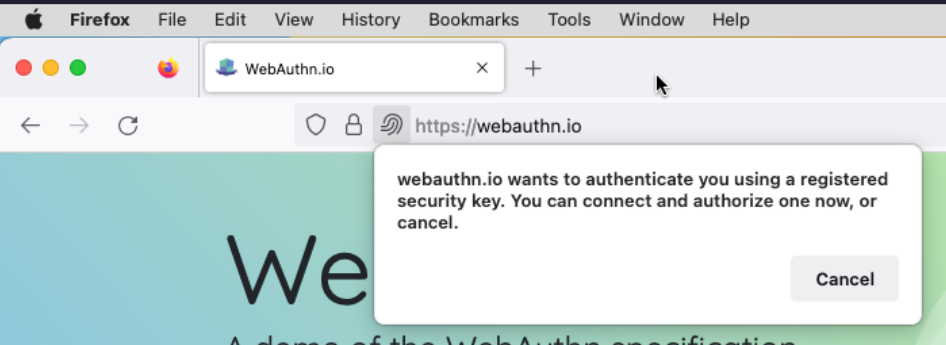 Firefox File Edit View History Bookmarks Tools Window Help
WebAuthn.io
https://webauthn.io
webauthn.io wants to authenticate you using a registered
security key. You can connect and authorize one now, or
cancel.
Cancel
We
A demo of the WebAuthn specification